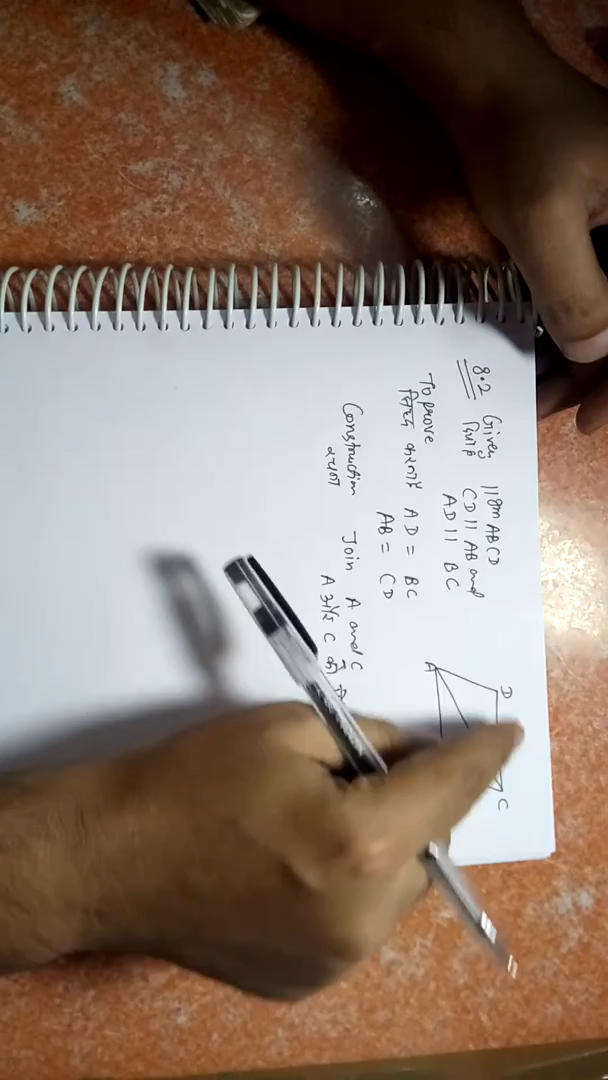 8.2 Given ||gm ABCD
दिया है CD || AB and
AD || BC
To prove
सिद्ध करना है AD = BC
AB = CD
Construction Join A and C
रचना A और C को
D
A
C